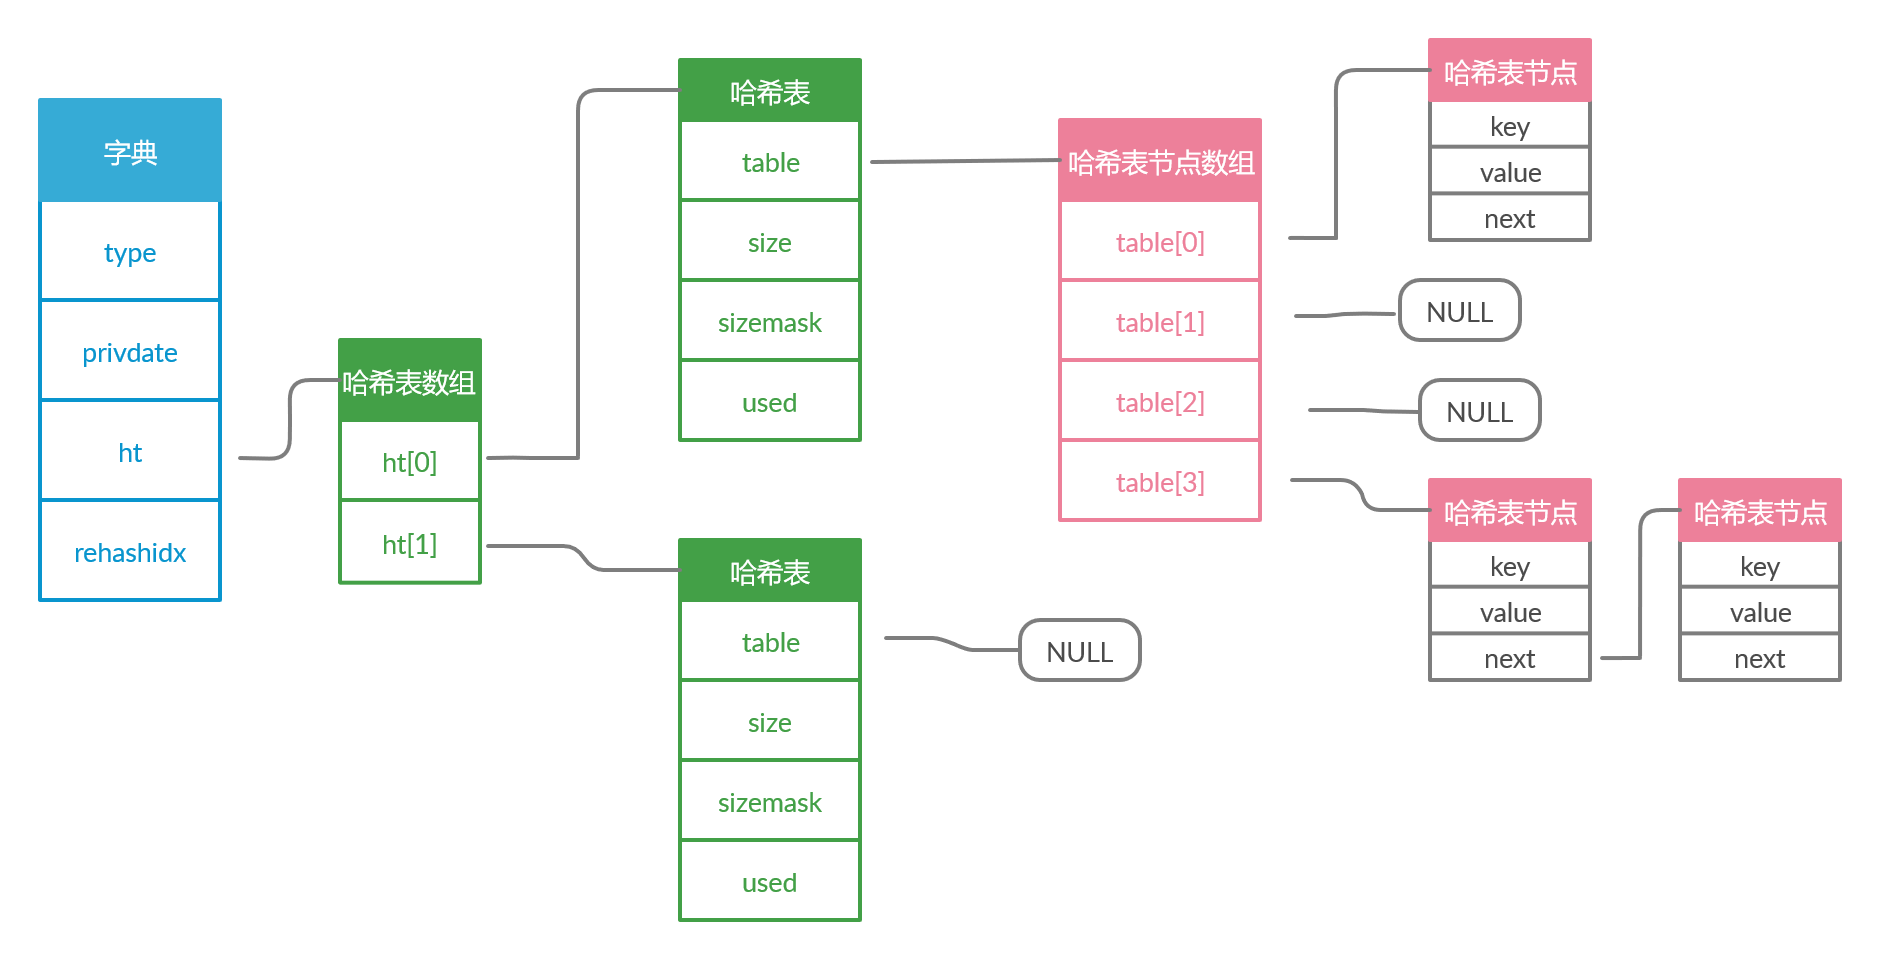 字典
type
privdate
ht
rehashidx
哈希表数组
ht[0]
ht[1]
哈希表
table
size
sizemask
used
哈希表
table
size
sizemask
used
NULL
哈希表节点数组
table[0]
table[1]
table[2]
table[3]
哈希表节点
key
value
next
NULL
NULL
哈希表节点
key
value
next
哈希表节点
key
value
next